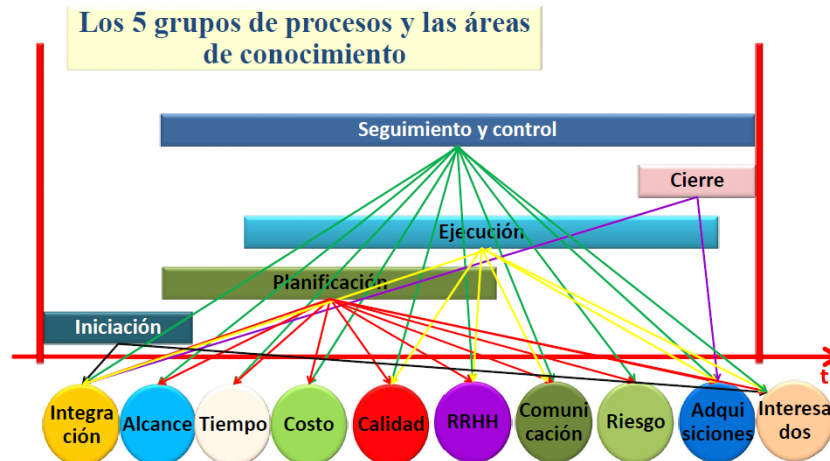 Los 5 grupos de procesos y las áreas
de conocimiento
Seguimiento y control
Cierre
Ejecución
Planificación
Iniciación
t
Integra
ción
Alcance
Tiempo
Costo
Calidad
RRHH
Comuni
cación
Riesgo
Adqui
siciones
Interesa
dos